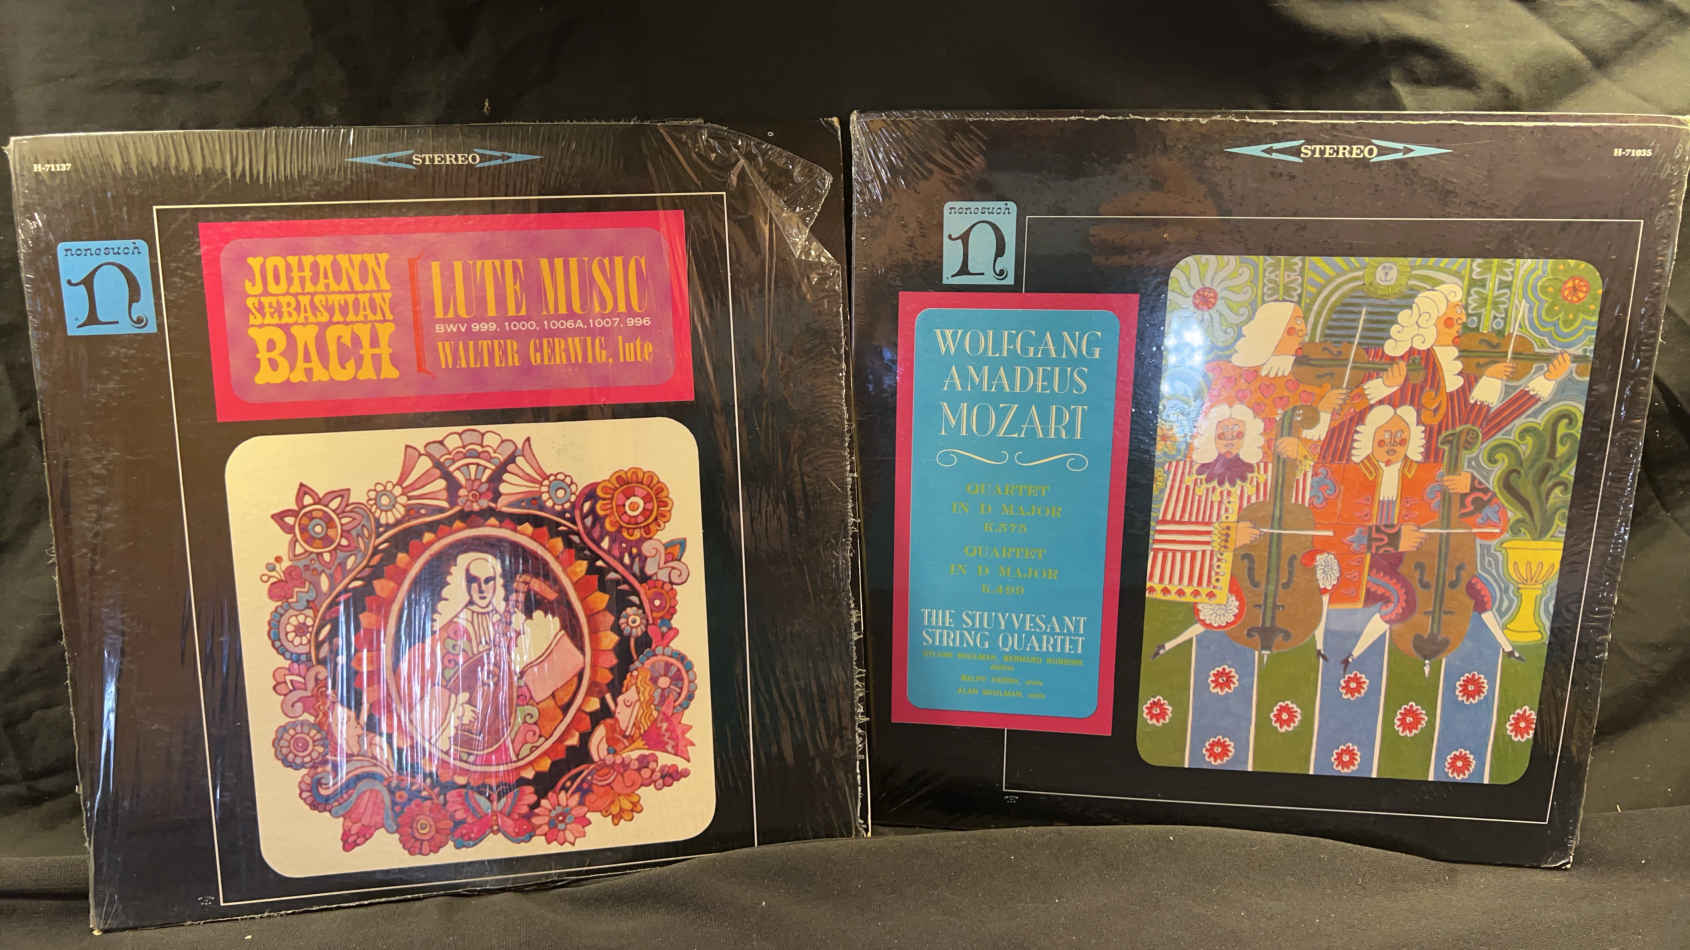 H-71137
STEREO
nonesuch
n
JOHANN
SEBASTIAN
BACH
LUTE MUSIC
BWV 999, 1000, 1006A, 1007, 996
WALTER GERWIG, lute
STEREO
H-71035
nonesuch
n
WOLFGANG
AMADEUS
MOZART
QUARTET
IN D MAJOR
K.575
QUARTET
IN D MAJOR
K.499
THE STUYVESANT
STRING QUARTET